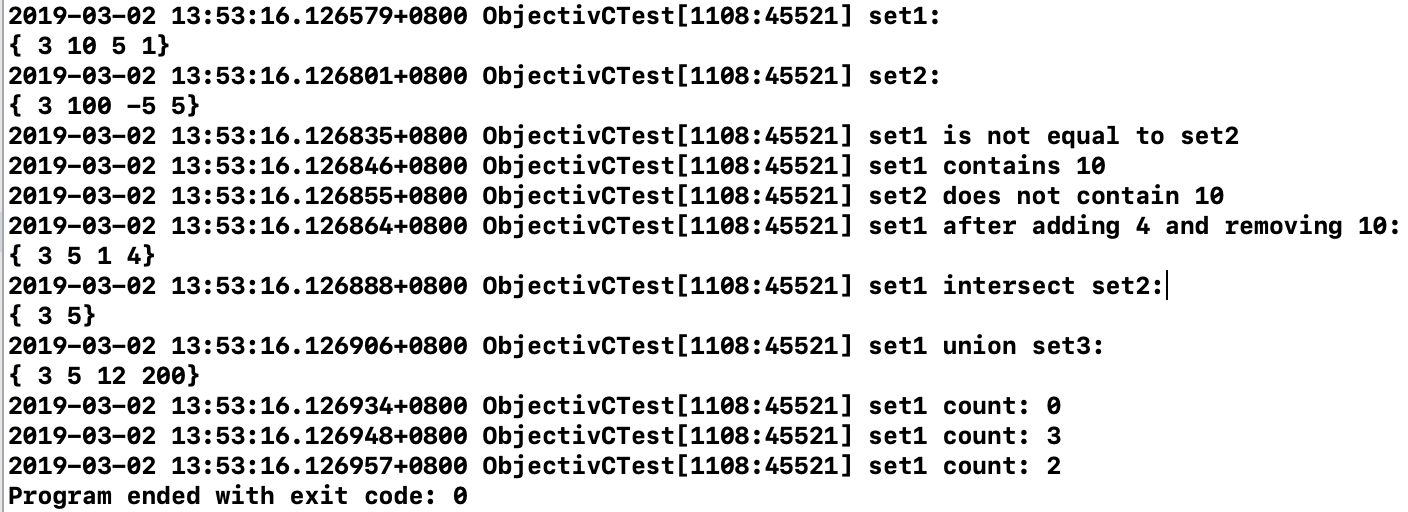 2019-03-02 13:53:16.126579+0800 ObjectivCTest[1108:45521] set1:
{ 3 10 5 1}
2019-03-02 13:53:16.126801+0800 ObjectivCTest[1108:45521] set2:
{ 3 100 -5 5}
2019-03-02 13:53:16.126835+0800 ObjectivCTest[1108:45521] set1 is not equal to set2
2019-03-02 13:53:16.126846+0800 ObjectivCTest[1108:45521] set1 contains 10
2019-03-02 13:53:16.126855+0800 ObjectivCTest[1108:45521] set2 does not contain 10
2019-03-02 13:53:16.126864+0800 ObjectivCTest[1108:45521] set1 after adding 4 and removing 10:
{ 3 5 1 4}
2019-03-02 13:53:16.126888+0800 ObjectivCTest[1108:45521] set1 intersect set2:
{ 3 5}
2019-03-02 13:53:16.126906+0800 ObjectivCTest[1108:45521] set1 union set3:
{ 3 5 12 200}
2019-03-02 13:53:16.126934+0800 ObjectivCTest[1108:45521] set1 count: 0
2019-03-02 13:53:16.126948+0800 ObjectivCTest[1108:45521] set1 count: 3
2019-03-02 13:53:16.126957+0800 ObjectivCTest[1108:45521] set1 count: 2
Program ended with exit code: 0